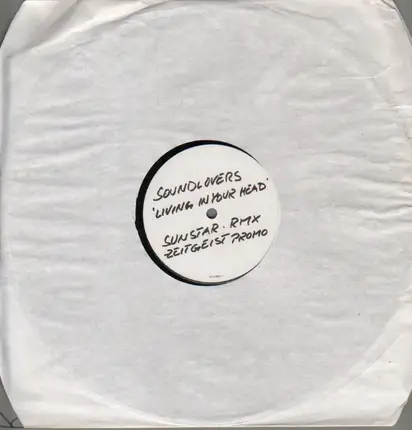 SOUNDLOVERS
'LIVING IN YOUR HEAD'
SUNSTAR. RMX
ZEITGEIST PROMO